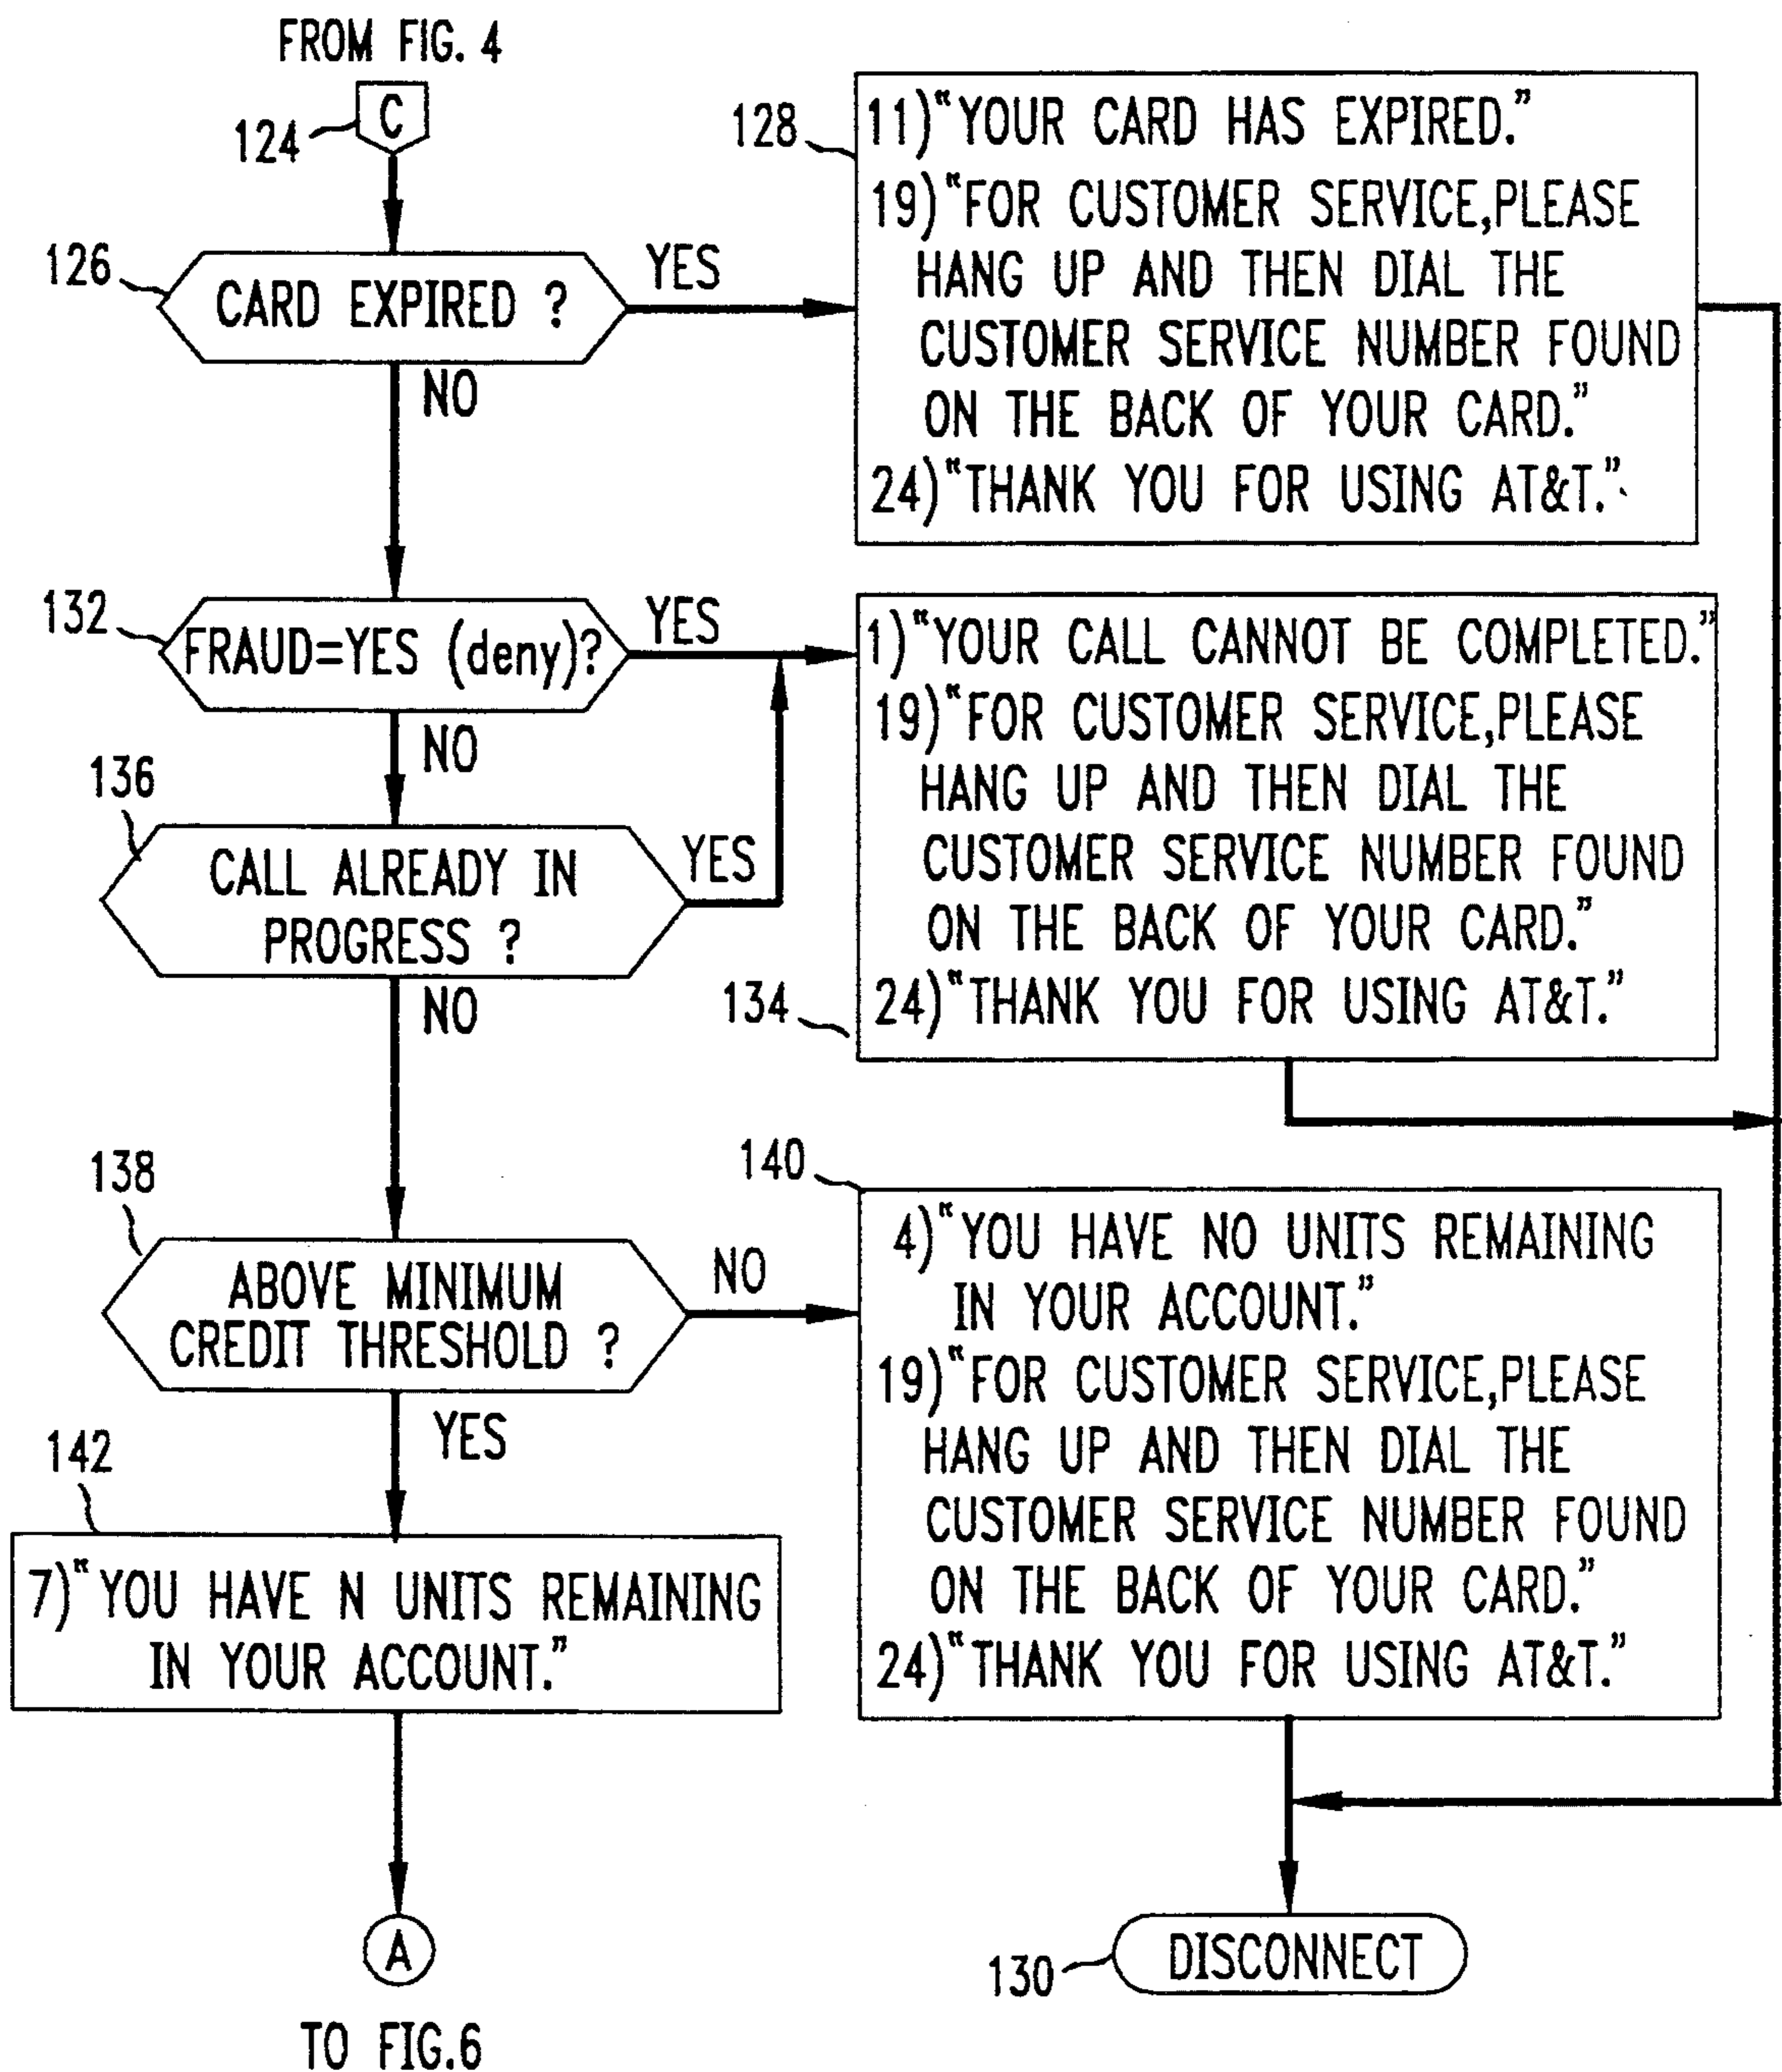 FROM FIG. 4
C
124
126
CARD EXPIRED ?
YES
NO
128
11)"YOUR CARD HAS EXPIRED."
19)"FOR CUSTOMER SERVICE,PLEASE
HANG UP AND THEN DIAL THE
CUSTOMER SERVICE NUMBER FOUND
ON THE BACK OF YOUR CARD."
24)"THANK YOU FOR USING AT&T."
132
FRAUD=YES (deny)?
YES
NO
1)"YOUR CALL CANNOT BE COMPLETED."
19)"FOR CUSTOMER SERVICE,PLEASE
HANG UP AND THEN DIAL THE
CUSTOMER SERVICE NUMBER FOUND
ON THE BACK OF YOUR CARD."
24)"THANK YOU FOR USING AT&T."
134
136
CALL ALREADY IN
PROGRESS ?
YES
NO
138
ABOVE MINIMUM
CREDIT THRESHOLD ?
NO
YES
140
4)"YOU HAVE NO UNITS REMAINING
IN YOUR ACCOUNT."
19)"FOR CUSTOMER SERVICE,PLEASE
HANG UP AND THEN DIAL THE
CUSTOMER SERVICE NUMBER FOUND
ON THE BACK OF YOUR CARD."
24)"THANK YOU FOR USING AT&T."
142
7)"YOU HAVE N UNITS REMAINING
IN YOUR ACCOUNT."
A
TO FIG.6
130
DISCONNECT